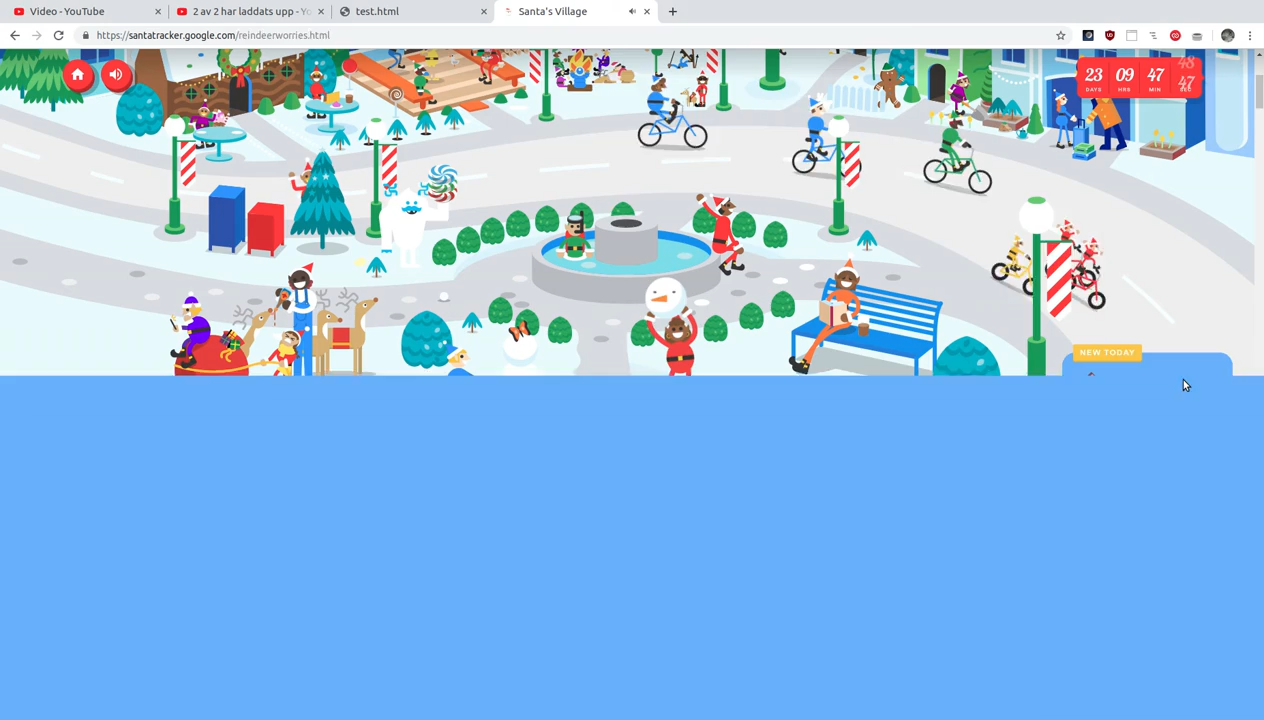 Video - YouTube
2 av 2 har laddats upp - Yo
test.html
Santa's Village
https://santatracker.google.com/reindeerworries.html
23 09 47
DAYS HRS MIN SEC
NEW TODAY